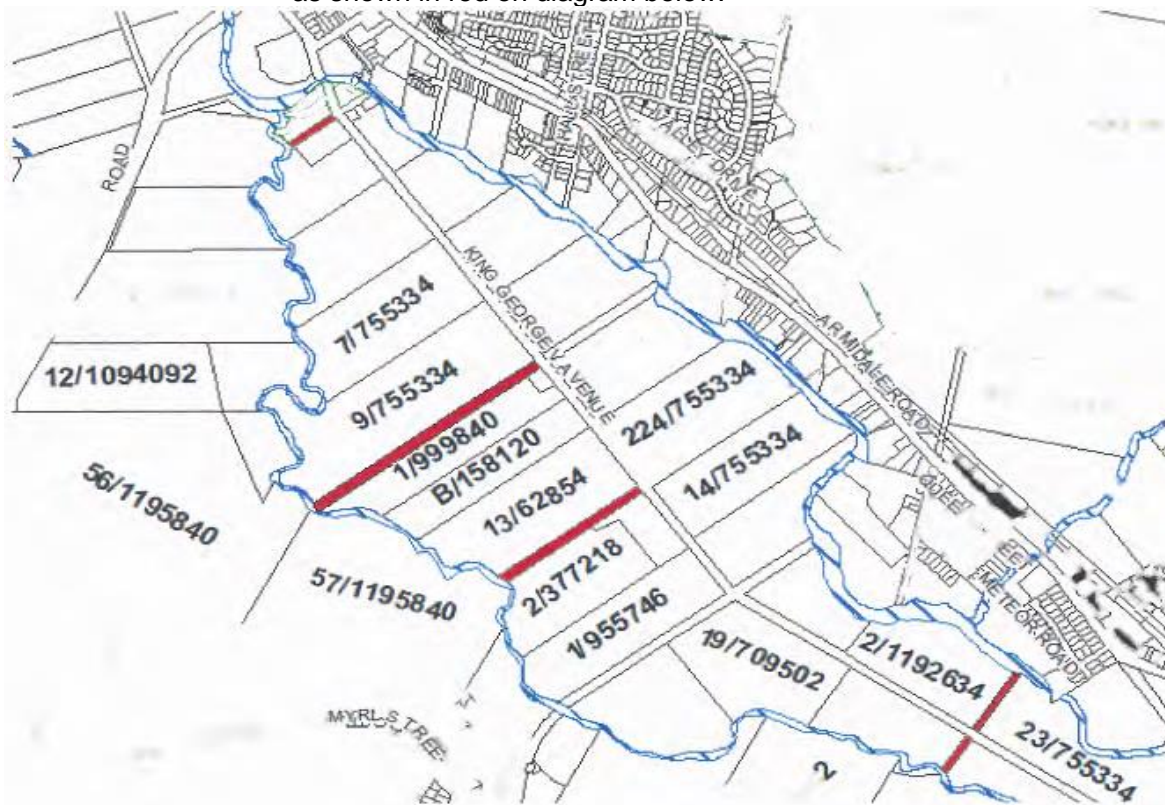 as shown in red on diagram below
ROAD
KING GEORGE V AVENUE
7/755334
ARMIDALE ROAD
12/1094092
9/755334
224/755334
1/999840
B/158120
14/755334
56/1195840
13/62854
2/377218
METEOR ROAD
57/1195840
1/955746
19/709502
2/1192634
23/755334
2